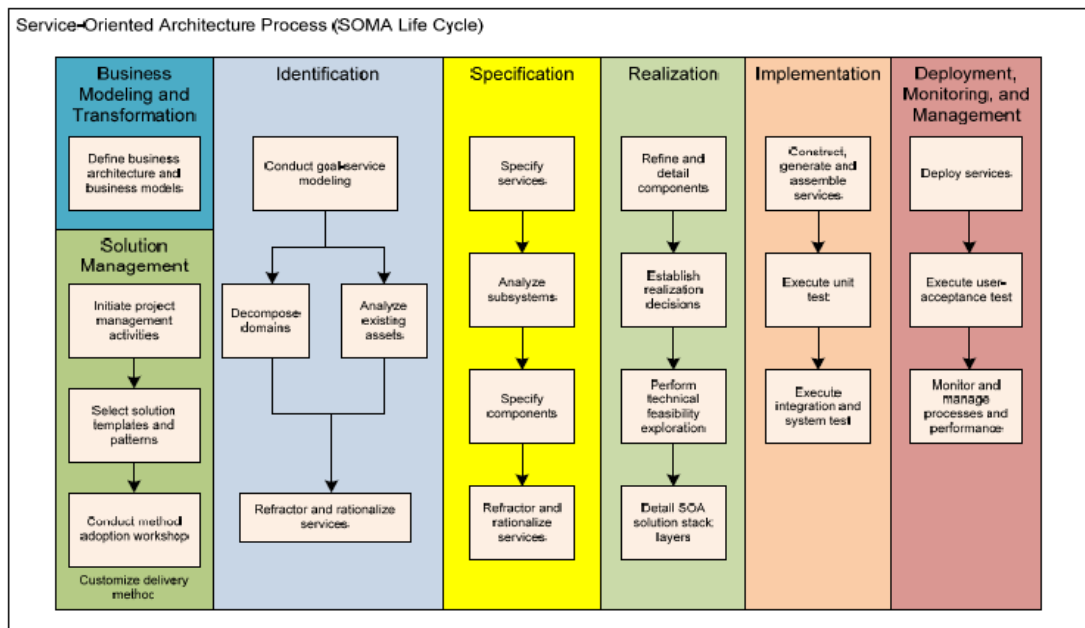 Service-Oriented Architecture Process (SOMA Life Cycle)
Business
Modeling and
Transformation
Define business
architecture and
business models
Solution
Management
Initiate project
management
activities
Select solution
templates and
patterns
Conduct method
adoption workshop
Customize delivery
method
Identification
Conduct goal-service
modeling
Decompose
domains
Analyze
existing
assets
Refractor and rationalize
services
Specification
Specify
services
Analyze
subsystems
Specify
components
Refractor and
rationalize
services
Realization
Refine and
detail
components
Establish
realization
decisions
Perform
technical
feasibility
exploration
Detail SOA
solution stack
layers
Implementation
Construct,
generate and
assemble
services
Execute unit
test
Execute
integration and
system test
Deployment,
Monitoring, and
Management
Deploy services
Execute user-
acceptance test
Monitor and
manage
processes and
performance